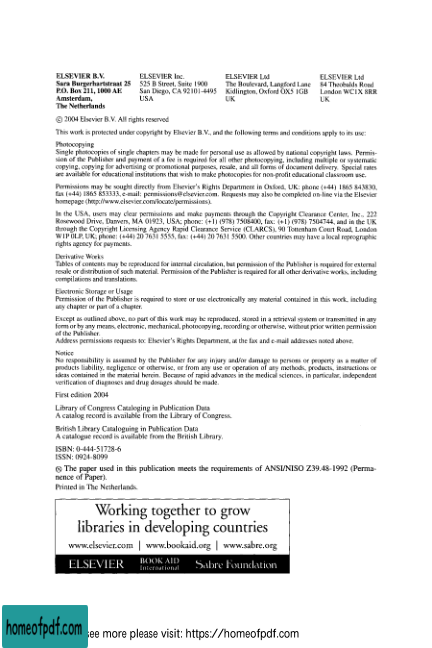 ELSEVIER B.V.
Sara Burgerhartstraat 25
P.O. Box 211, 1000 AE
Amsterdam,
The Netherlands
ELSEVIER Inc.
525 B Street, Suite 1900
San Diego, CA 92101-4495
USA
ELSEVIER Ltd
The Boulevard, Langford Lane
Kidlington, Oxford OX5 1GB
UK
ELSEVIER Ltd
84 Theobalds Road
London WC1X 8RR
UK
© 2004 Elsevier B.V. All rights reserved
This work is protected under copyright by Elsevier B.V., and the following terms and conditions apply to its use:
Photocopying
Single photocopies of single chapters may be made for personal use as allowed by national copyright laws. Permis-
sion of the Publisher and payment of a fee is required for all other photocopying, including multiple or systematic
copying, copying for advertising or promotional purposes, resale, and all forms of document delivery. Special rates
are available for educational institutions that wish to make photocopies for non-profit educational classroom use.
Permissions may be sought directly from Elsevier's Rights Department in Oxford, UK: phone (+44) 1865 843830,
fax (+44) 1865 853333, e-mail: permissions@elsevier.com. Requests may also be completed on-line via the Elsevier
homepage (http://www.elsevier.com/locate/permissions).
In the USA, users may clear permissions and make payments through the Copyright Clearance Center, Inc., 222
Rosewood Drive, Danvers, MA 01923, USA; phone: (+1) (978) 7508400, fax: (+1) (978) 7504744, and in the UK
through the Copyright Licensing Agency Rapid Clearance Service (CLARCS), 90 Tottenham Court Road, London
W1P 0LP, UK; phone: (+44) 20 7631 5555, fax: (+44) 20 7631 5500. Other countries may have a local reprographic
rights agency for payments.
Derivative Works
Tables of contents may be reproduced for internal circulation, but permission of the Publisher is required for external
resale or distribution of such material. Permission of the Publisher is required for all other derivative works, including
compilations and translations.
Electronic Storage or Usage
Permission of the Publisher is required to store or use electronically any material contained in this work, including
any chapter or part of a chapter.
Except as outlined above, no part of this work may be reproduced, stored in a retrieval system or transmitted in any
form or by any means, electronic, mechanical, photocopying, recording or otherwise, without prior written permission
of the Publisher.
Address permissions requests to: Elsevier's Rights Department, at the fax and e-mail addresses noted above.
Notice
No responsibility is assumed by the Publisher for any injury and/or damage to persons or property as a matter of
products liability, negligence or otherwise, or from any use or operation of any methods, products, instructions or
ideas contained in the material herein. Because of rapid advances in the medical sciences, in particular, independent
verification of diagnoses and drug dosages should be made.
First edition 2004
Library of Congress Cataloging in Publication Data
A catalog record is available from the Library of Congress.
British Library Cataloguing in Publication Data
A catalogue record is available from the British Library.
ISBN: 0-444-51728-6
ISSN: 0924-8099
♾ The paper used in this publication meets the requirements of ANSI/NISO Z39.48-1992 (Perma-
nence of Paper).
Printed in The Netherlands.
Working together to grow
libraries in developing countries
www.elsevier.com | www.bookaid.org | www.sabre.org
ELSEVIER BOOK AID International Sabre Foundation
homeofpdf.com
see more please visit: https://homeofpdf.com